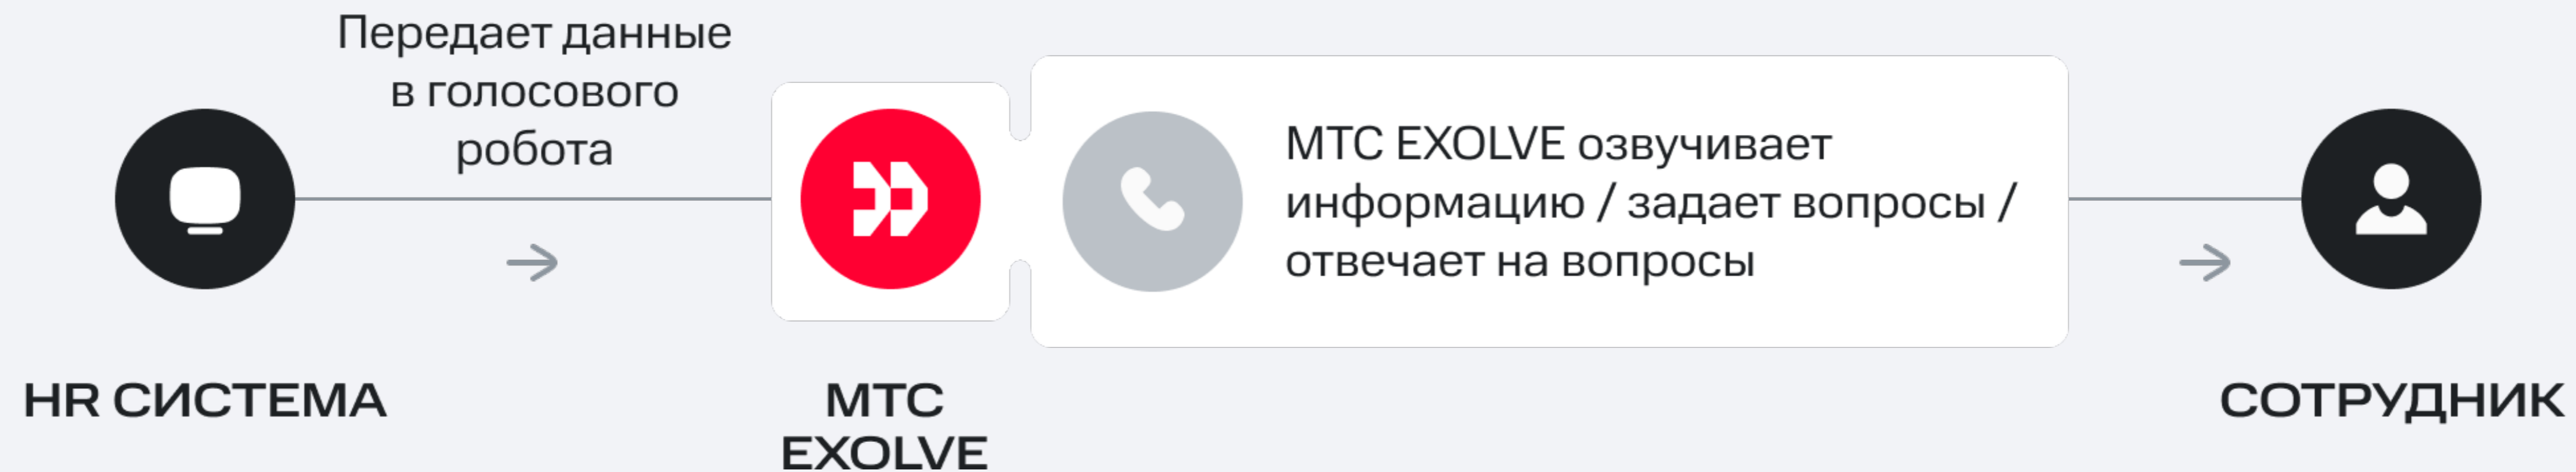 Передает данные
в голосового
робота
МТС EXOLVE озвучивает
информацию / задает вопросы /
отвечает на вопросы
HR СИСТЕМА
МТС
EXOLVE
СОТРУДНИК